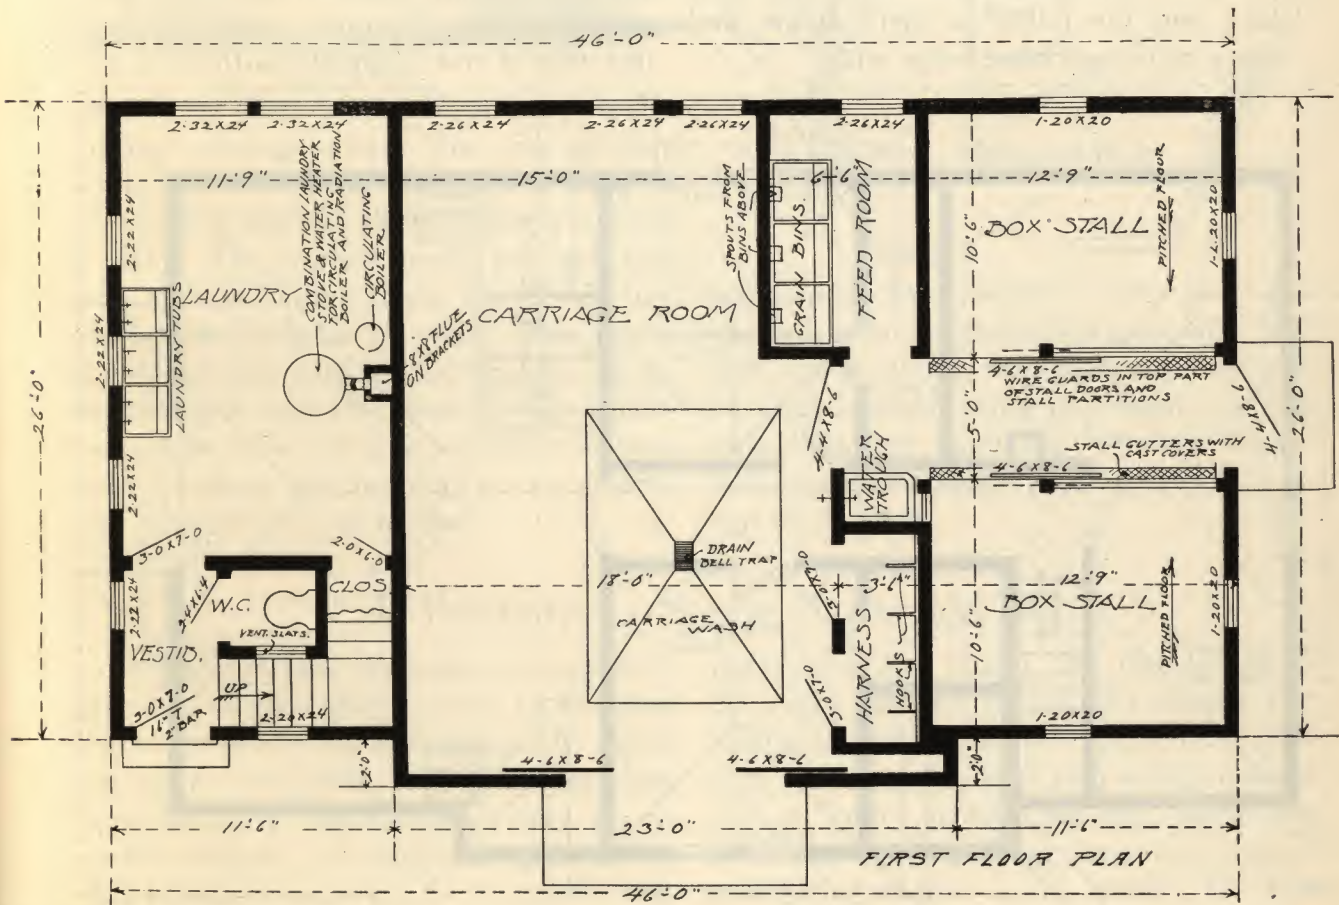 46'-0"
2-32X24
2-32X24
2-26X24
2-26X24
2-26X24
2-26X24
1-20X20
11'-9"
15'-0"
6'-6"
12'-9"
COMBINATION LAUNDRY
STOVE & WATER HEATER
FOR CIRCULATING
BOILER AND RADIATION
CIRCULATING
BOILER
SPOUTS FROM
BINS ABOVE
GRAIN BINS.
FEED ROOM
10'-6"
BOX STALL
PITCHED FLOOR
1-20X20
2-22X24
LAUNDRY
LAUNDRY TUBS
2-22X24
8X8 FLUE
ON BRACKETS
CARRIAGE ROOM
26'-0"
4-6X8-6
WIRE GUARDS IN TOP PART
OF STALL DOORS AND
STALL PARTITIONS
4-4X8-6
4-4X8-6
5'-0"
26'-0"
STALL GUTTERS WITH
CAST COVERS
4-6X8-6
2-22X24
WATER
TROUGH
3-0X7-0
2-0X6-0
DRAIN
BELL TRAP
18'-0"
3'-6"
12'-9"
2-22X24
2-4X6-4
W.C.
CLOS.
CARRIAGE
WASH
HARNESS
HOOKS
BOX STALL
PITCHED FLOOR
1-20X20
10'-6"
VENT. SLATS.
VESTIB.
UP
3-0X7-0
2-BAR
2-20X24
3-0X7-0
1-20X20
2'-0"
4-6X8-6
4-6X8-6
2'-0"
11'-6"
23'-0"
11'-6"
FIRST FLOOR PLAN
46'-0"